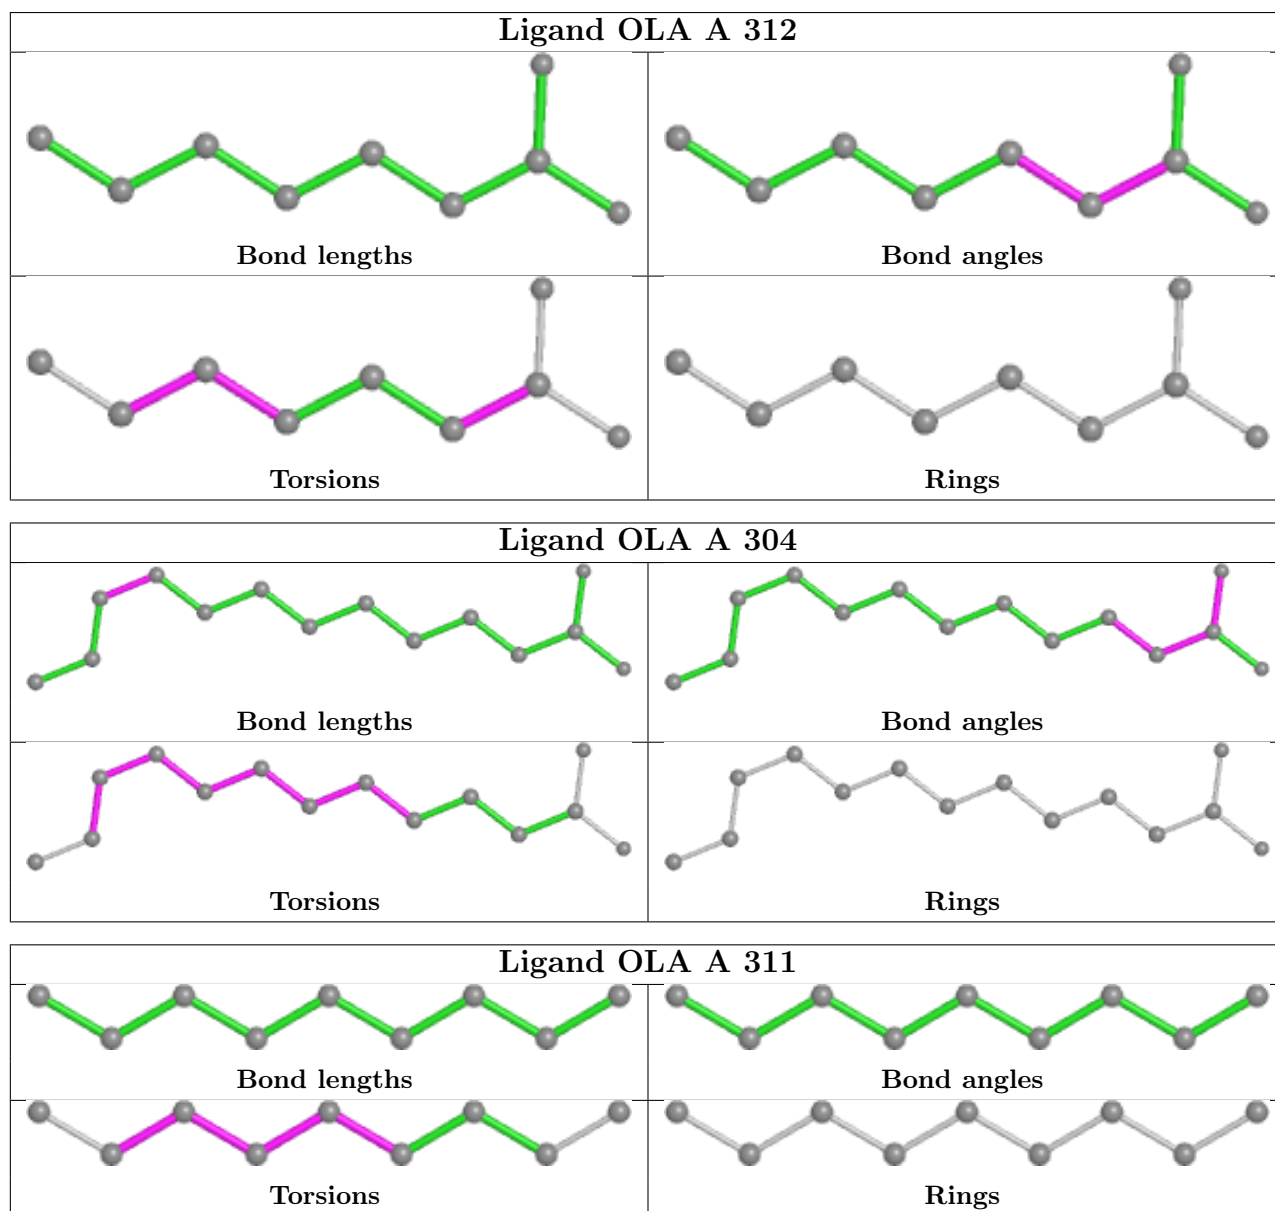 Ligand OLA A 312
Bond lengths
Bond angles
Torsions
Rings
Ligand OLA A 304
Bond lengths
Bond angles
Torsions
Rings
Ligand OLA A 311
Bond lengths
Bond angles
Torsions
Rings